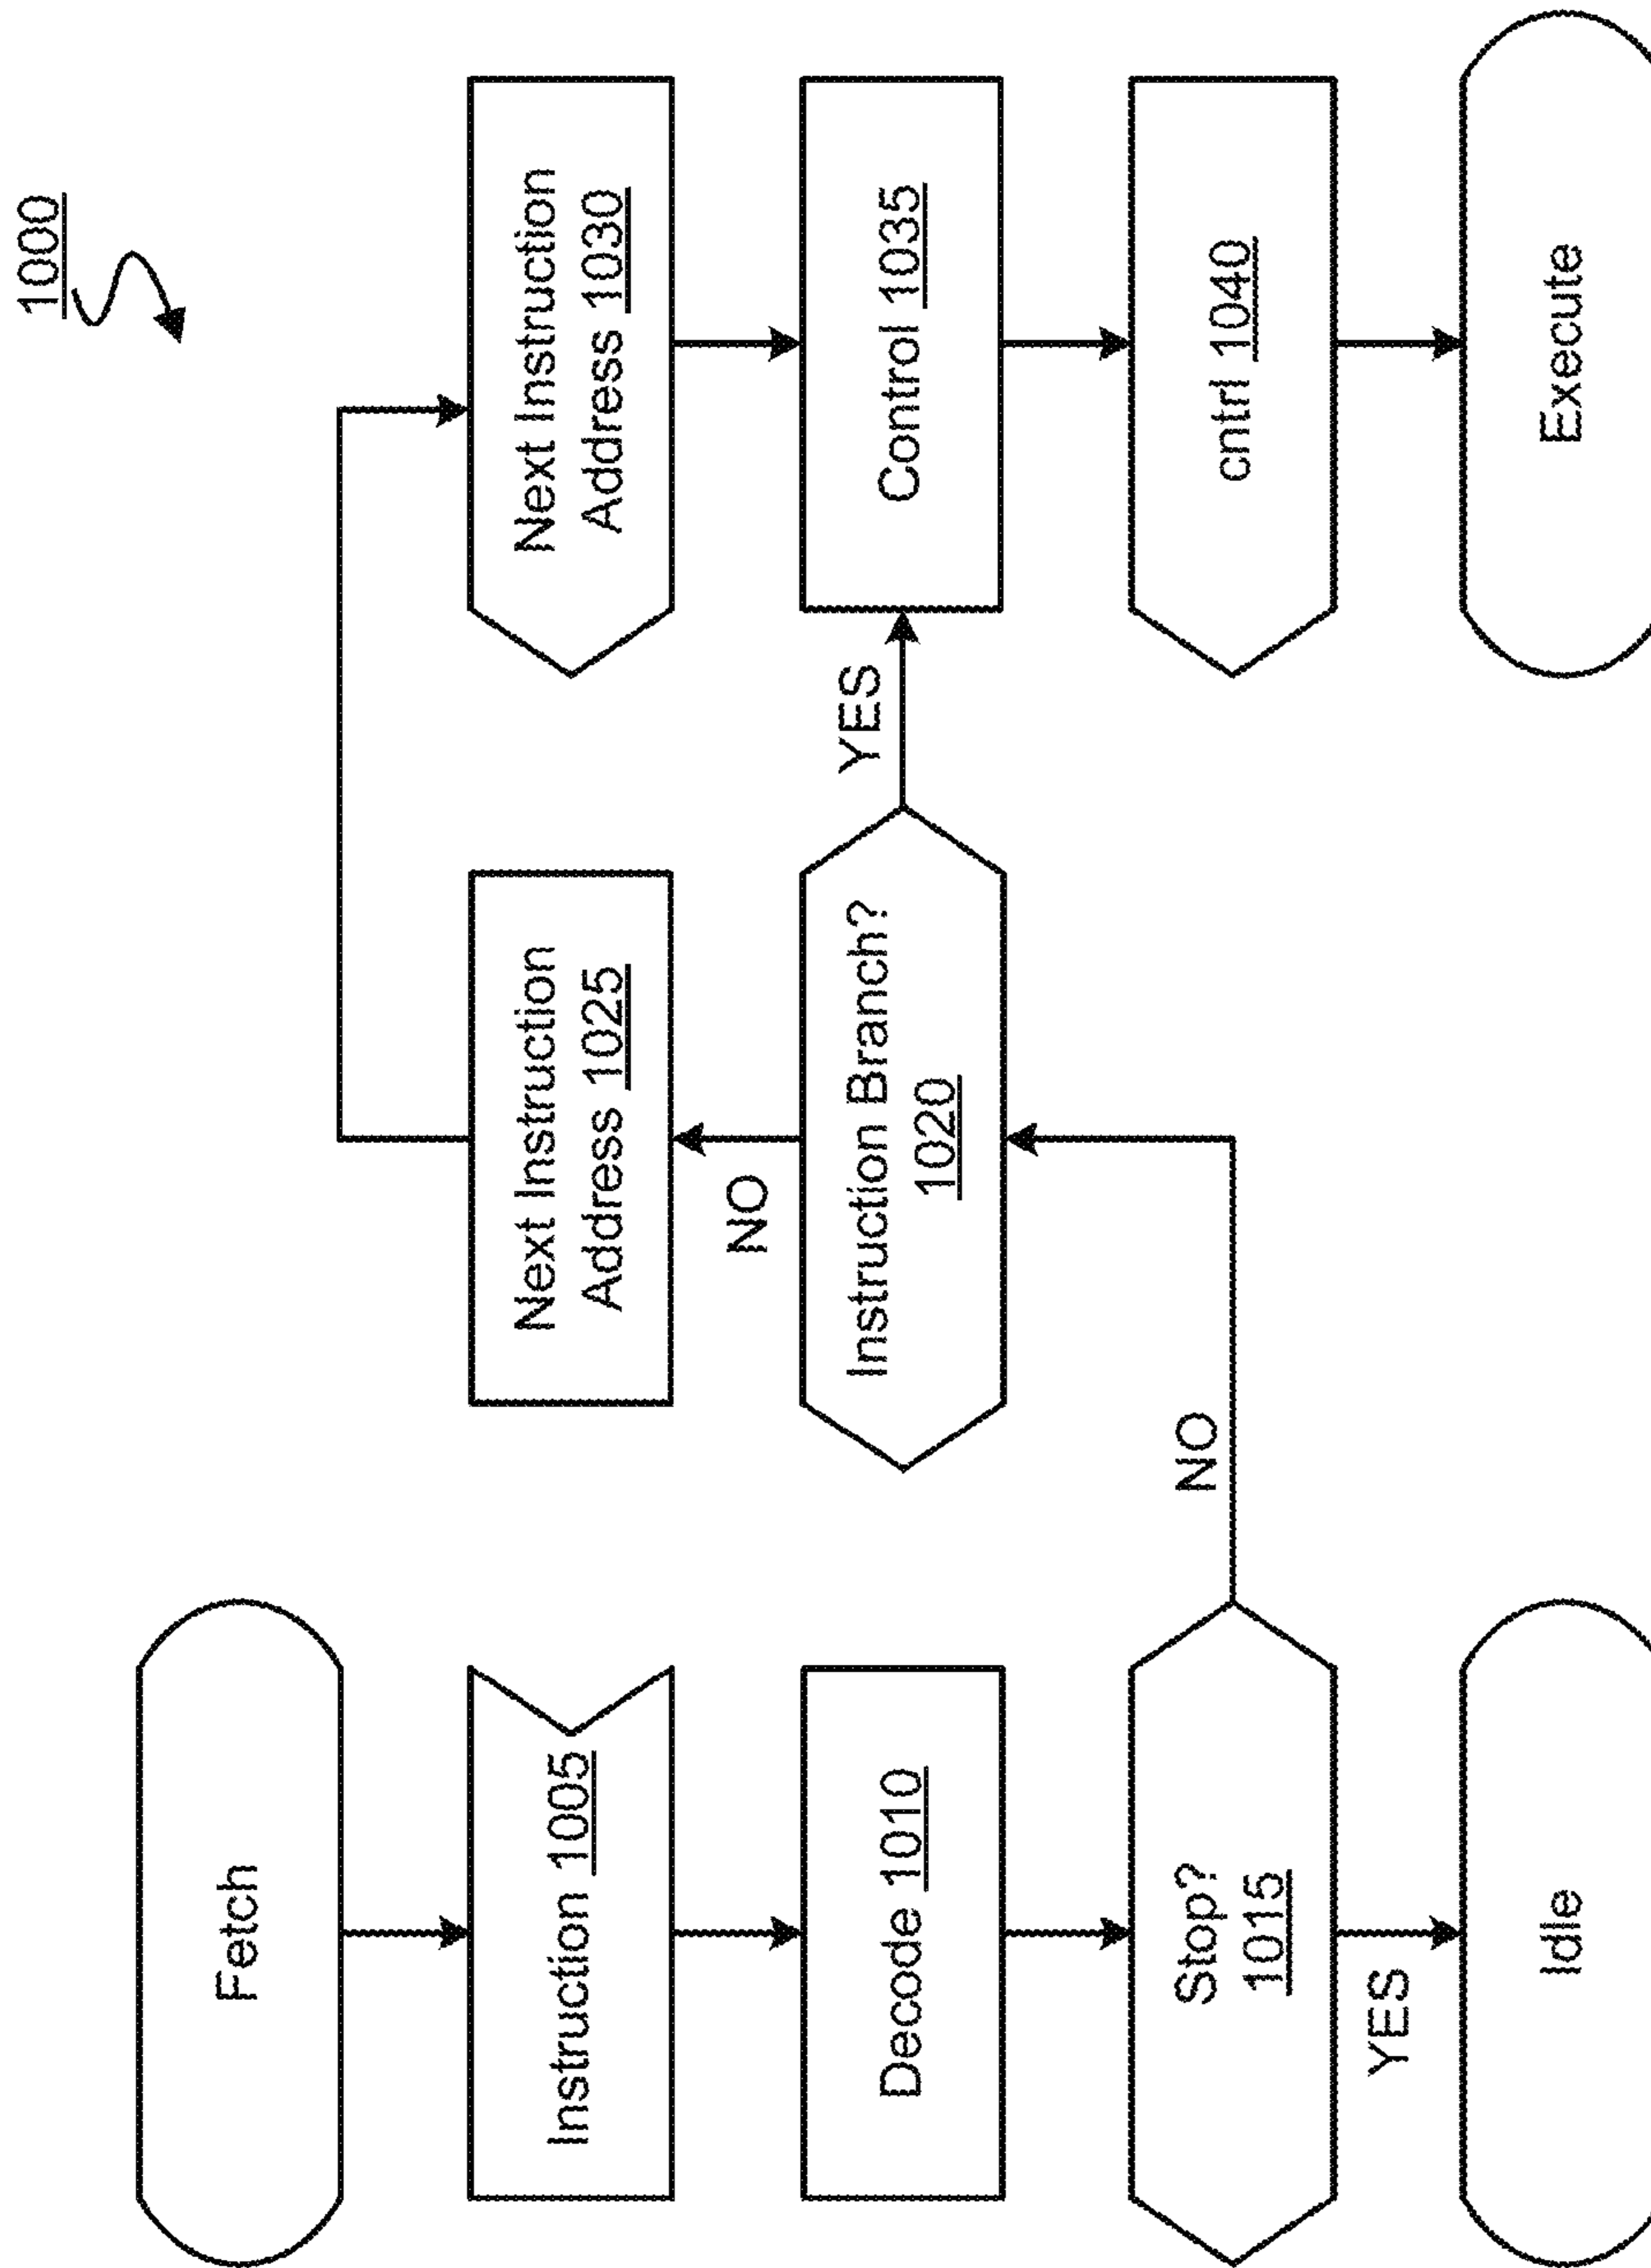 1000
Fetch
Instruction 1005
Decode 1010
Stop?
1015
YES
Idle
NO
Next Instruction
Address 1025
NO
Instruction Branch?
1020
YES
Next Instruction
Address 1030
Control 1035
cntrl 1040
Execute